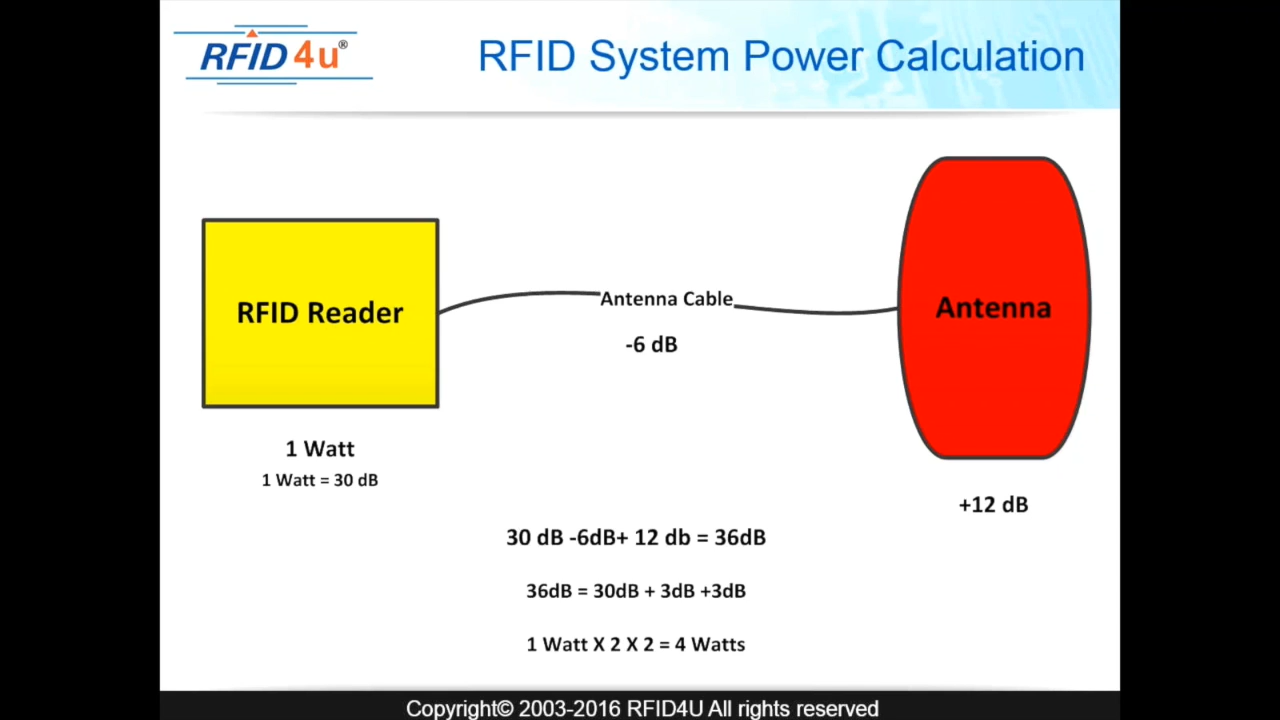 RFID4u®
RFID System Power Calculation
RFID Reader
Antenna Cable
-6 dB
Antenna
1 Watt
1 Watt = 30 dB
+12 dB
30 dB -6dB+ 12 db = 36dB
36dB = 30dB + 3dB +3dB
1 Watt X 2 X 2 = 4 Watts
Copyright© 2003-2016 RFID4U All rights reserved